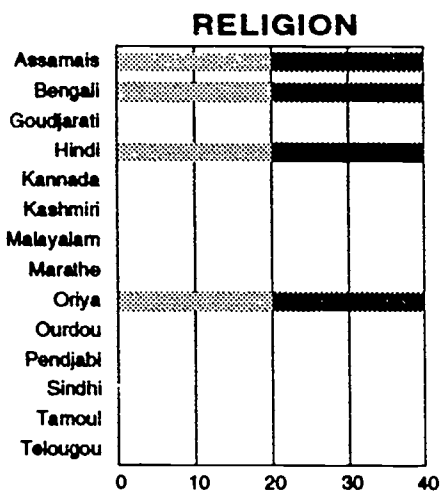 RELIGION
Assamais
Bengali
Goudjarati
Hindi
Kannada
Kashmiri
Malayalam
Marathe
Oriya
Ourdou
Pendjabi
Sindhi
Tamoul
Telougou
0 10 20 30 40